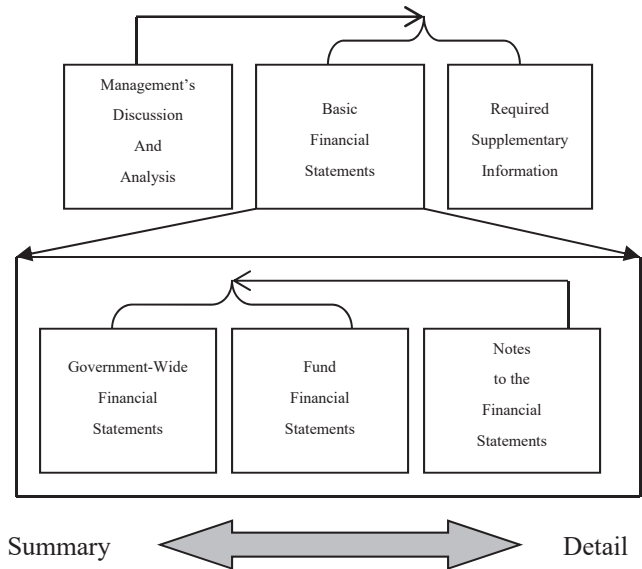 Management's
Discussion
And
Analysis
Basic
Financial
Statements
Required
Supplementary
Information
Government-Wide
Financial
Statements
Fund
Financial
Statements
Notes
to the
Financial
Statements
Summary
Detail